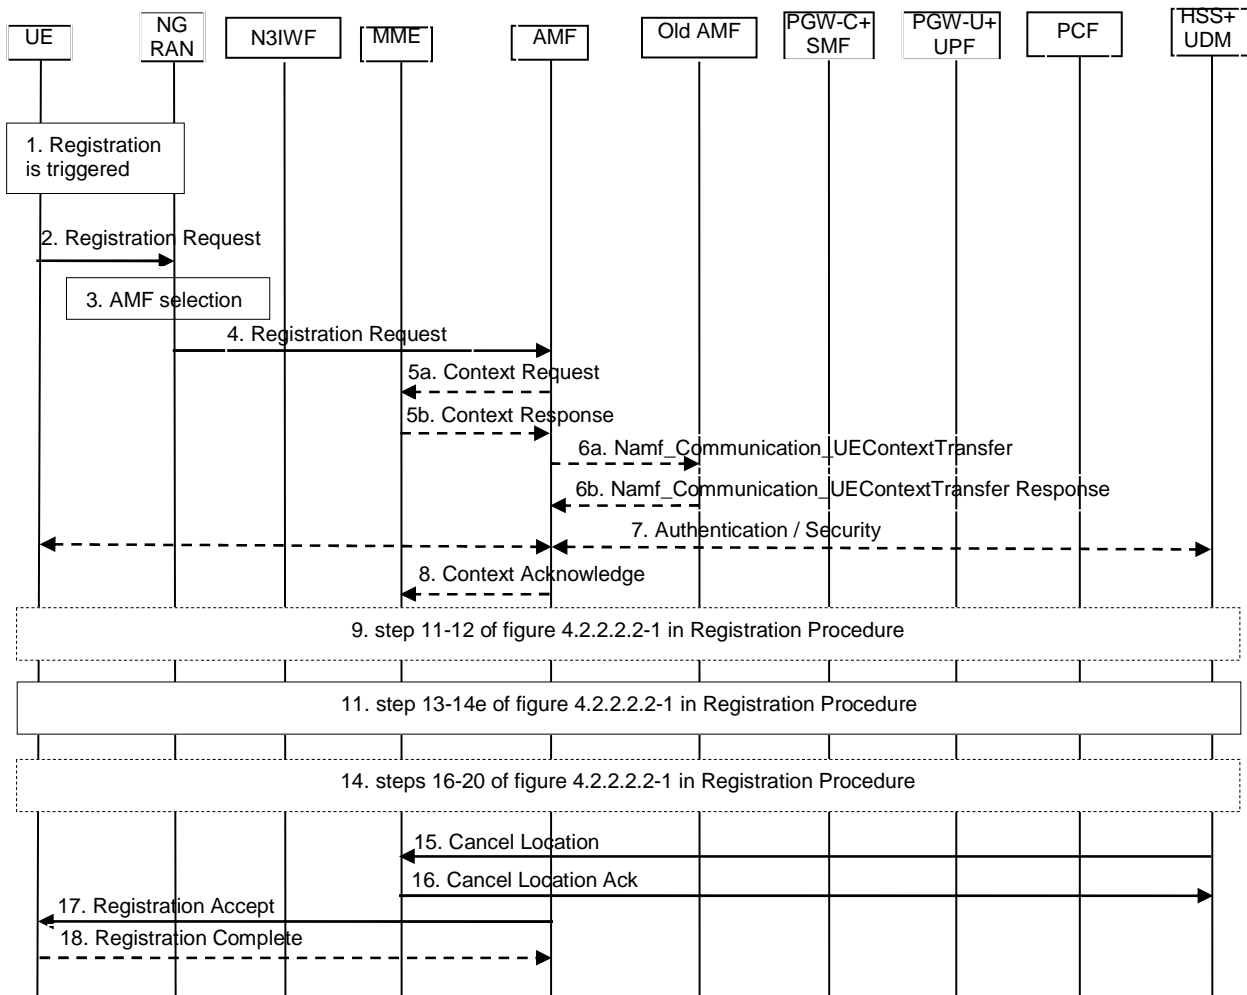 UE
NG
RAN
N3IWF
MME
AMF
Old AMF
PGW-C+
SMF
PGW-U+
UPF
PCF
HSS+
UDM
1. Registration
is triggered
2. Registration Request
3. AMF selection
4. Registration Request
5a. Context Request
5b. Context Response
6a. Namf_Communication_UEContextTransfer
6b. Namf_Communication_UEContextTransfer Response
7. Authentication / Security
8. Context Acknowledge
9. step 11-12 of figure 4.2.2.2.2-1 in Registration Procedure
11. step 13-14e of figure 4.2.2.2.2-1 in Registration Procedure
14. steps 16-20 of figure 4.2.2.2.2-1 in Registration Procedure
15. Cancel Location
16. Cancel Location Ack
17. Registration Accept
18. Registration Complete